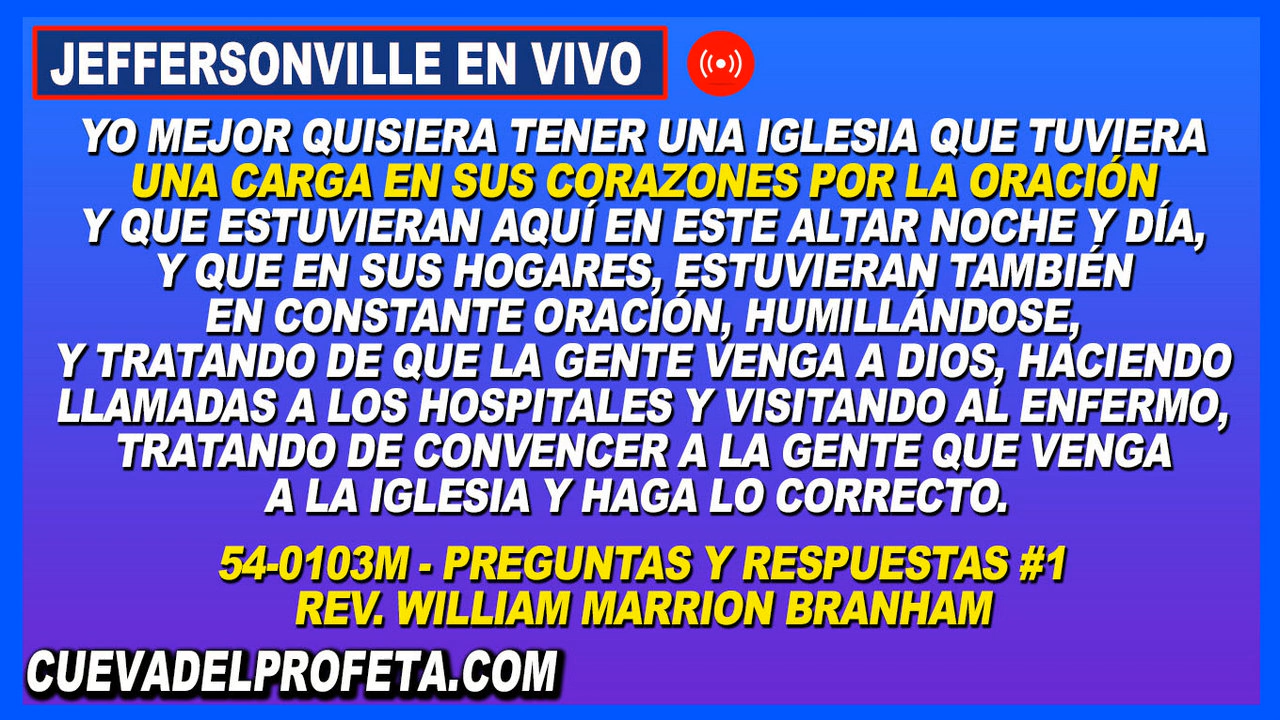 JEFFERSONVILLE EN VIVO
YO MEJOR QUISIERA TENER UNA IGLESIA QUE TUVIERA
UNA CARGA EN SUS CORAZONES POR LA ORACIÓN
Y QUE ESTUVIERAN AQUÍ EN ESTE ALTAR NOCHE Y DÍA,
Y QUE EN SUS HOGARES, ESTUVIERAN TAMBIÉN
EN CONSTANTE ORACIÓN, HUMILLÁNDOSE,
Y TRATANDO DE QUE LA GENTE VENGA A DIOS, HACIENDO
LLAMADAS A LOS HOSPITALES Y VISITANDO AL ENFERMO,
TRATANDO DE CONVENCER A LA GENTE QUE VENGA
A LA IGLESIA Y HAGA LO CORRECTO.
54-0103M - PREGUNTAS Y RESPUESTAS #1
REV. WILLIAM MARRION BRANHAM
CUEVADELPROFETA.COM